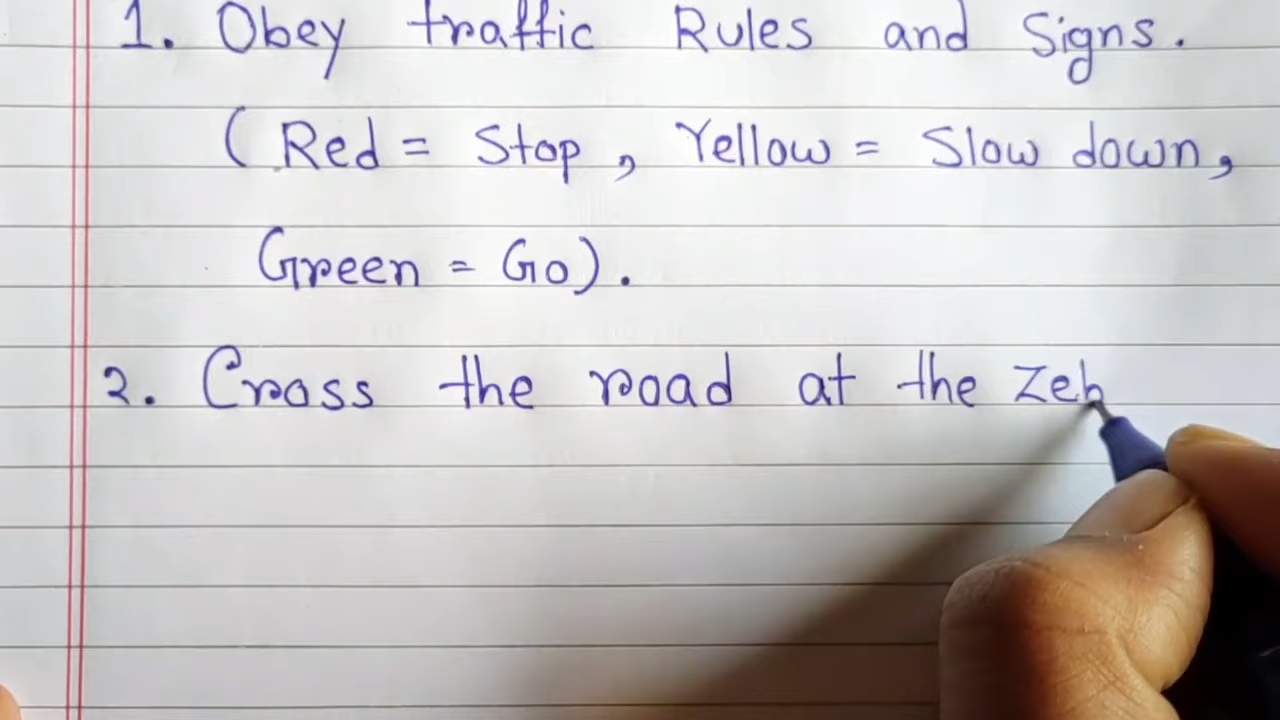 1. Obey traffic Rules and Signs.
(Red = Stop, Yellow = Slow down,
Green = Go).
2. Cross the road at the Zeb